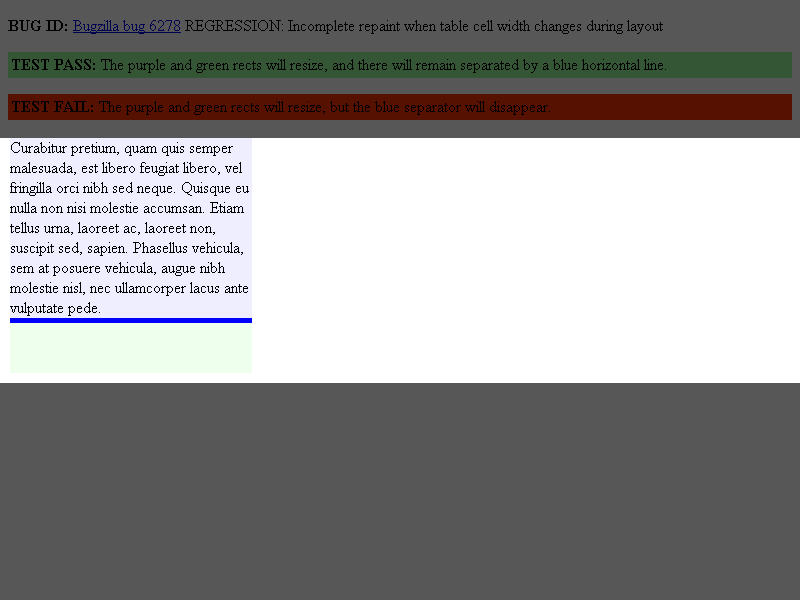 BUG ID: Bugzilla bug 6278 REGRESSION: Incomplete repaint when table cell width changes during layout
TEST PASS: The purple and green rects will resize, and there will remain separated by a blue horizontal line.
TEST FAIL: The purple and green rects will resize, but the blue separator will disappear.
Curabitur pretium, quam quis semper
malesuada, est libero feugiat libero, vel
fringilla orci nibh sed neque. Quisque eu
nulla non nisi molestie accumsan. Etiam
tellus urna, laoreet ac, laoreet non,
suscipit sed, sapien. Phasellus vehicula,
sem at posuere vehicula, augue nibh
molestie nisl, nec ullamcorper lacus ante
vulputate pede.